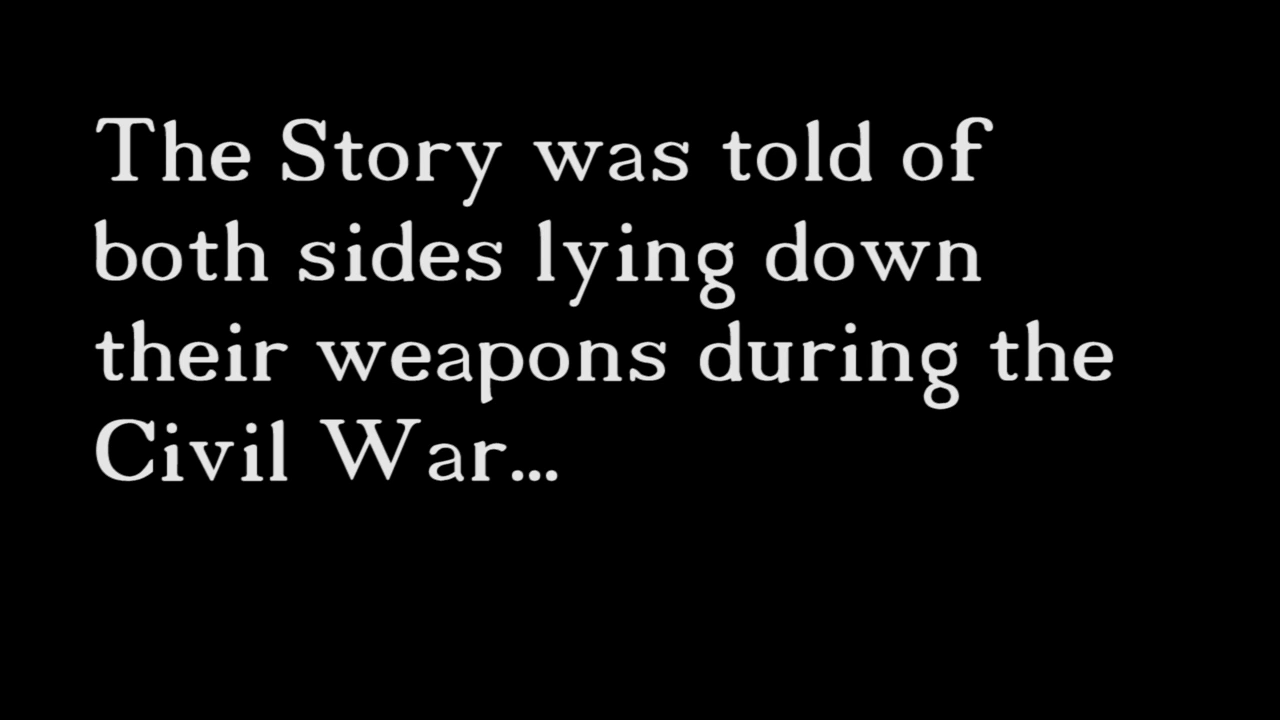 The Story was told of
both sides lying down
their weapons during the
Civil War...